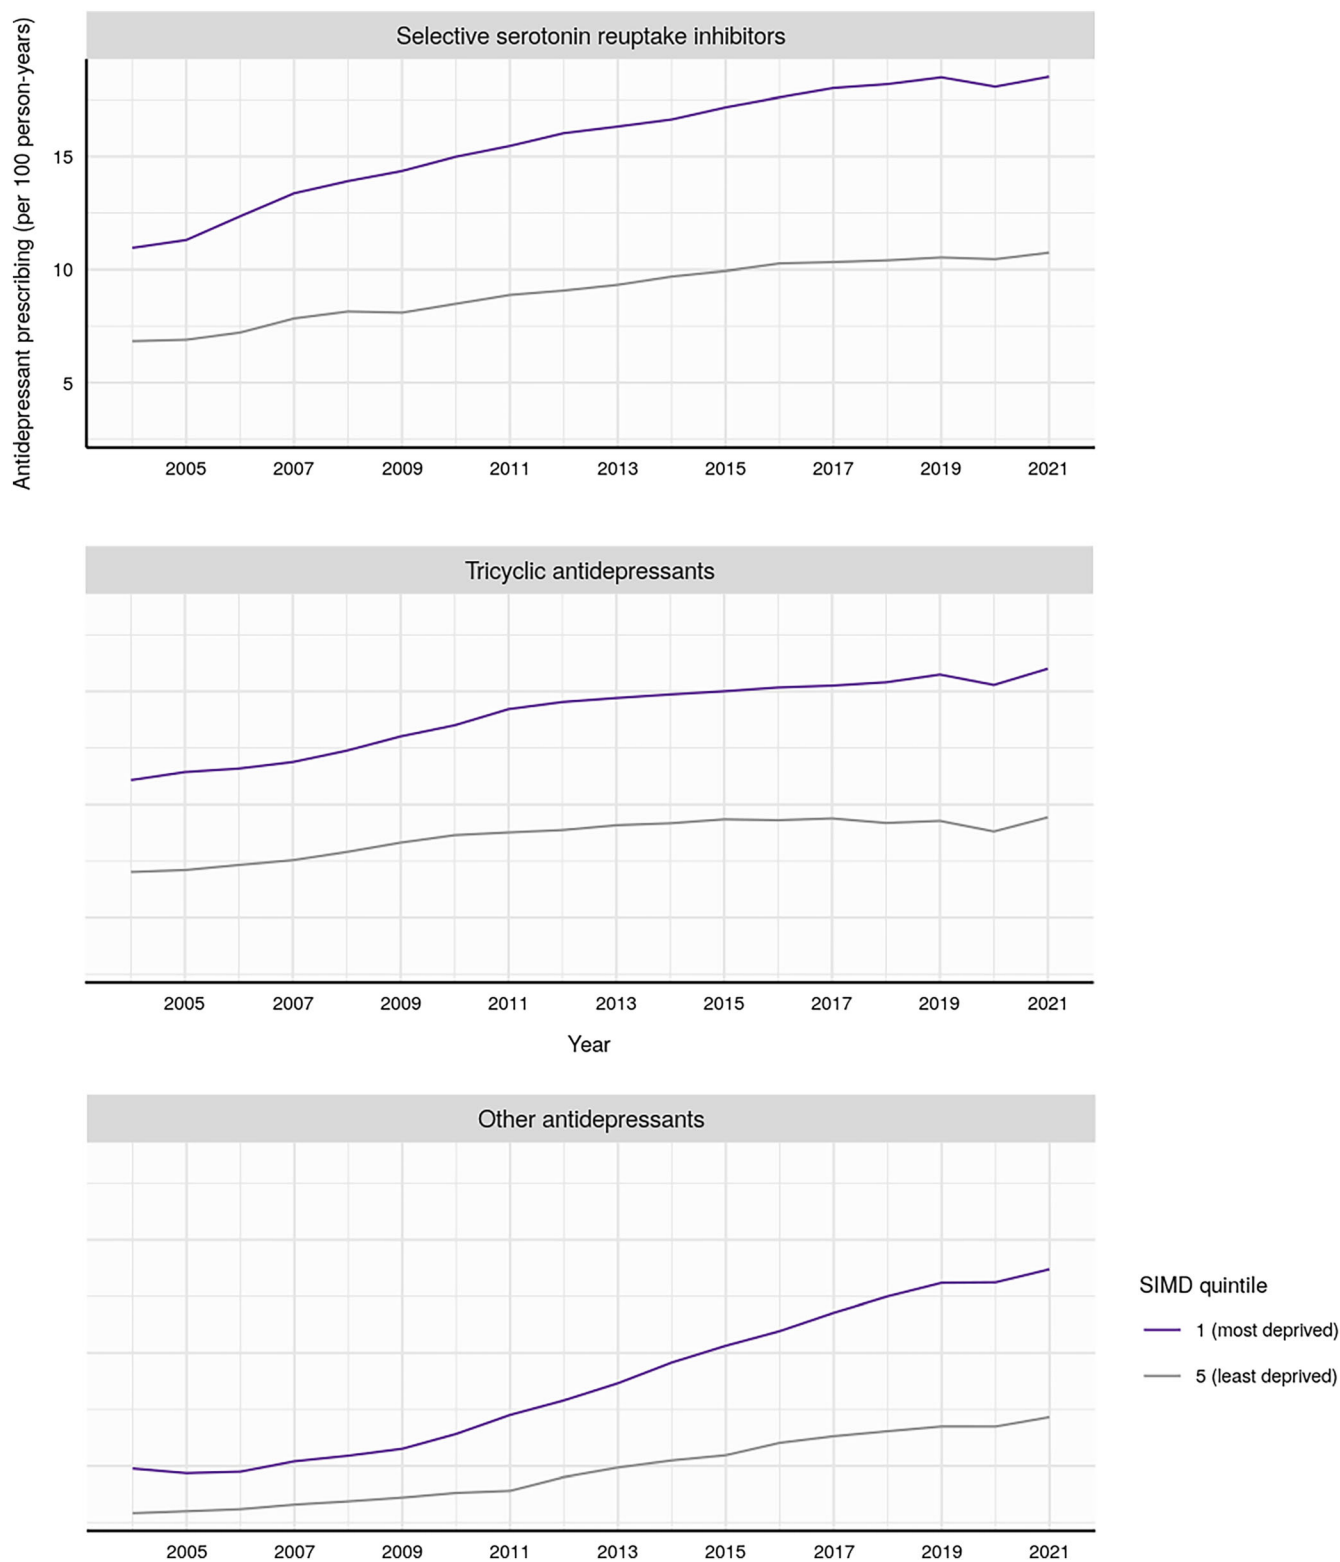 Antidepressant prescribing (per 100 person-years)
Selective serotonin reuptake inhibitors
15
10
5
2005 2007 2009 2011 2013 2015 2017 2019 2021
Tricyclic antidepressants
2005 2007 2009 2011 2013 2015 2017 2019 2021
Year
Other antidepressants
2005 2007 2009 2011 2013 2015 2017 2019 2021
SIMD quintile
1 (most deprived)
5 (least deprived)